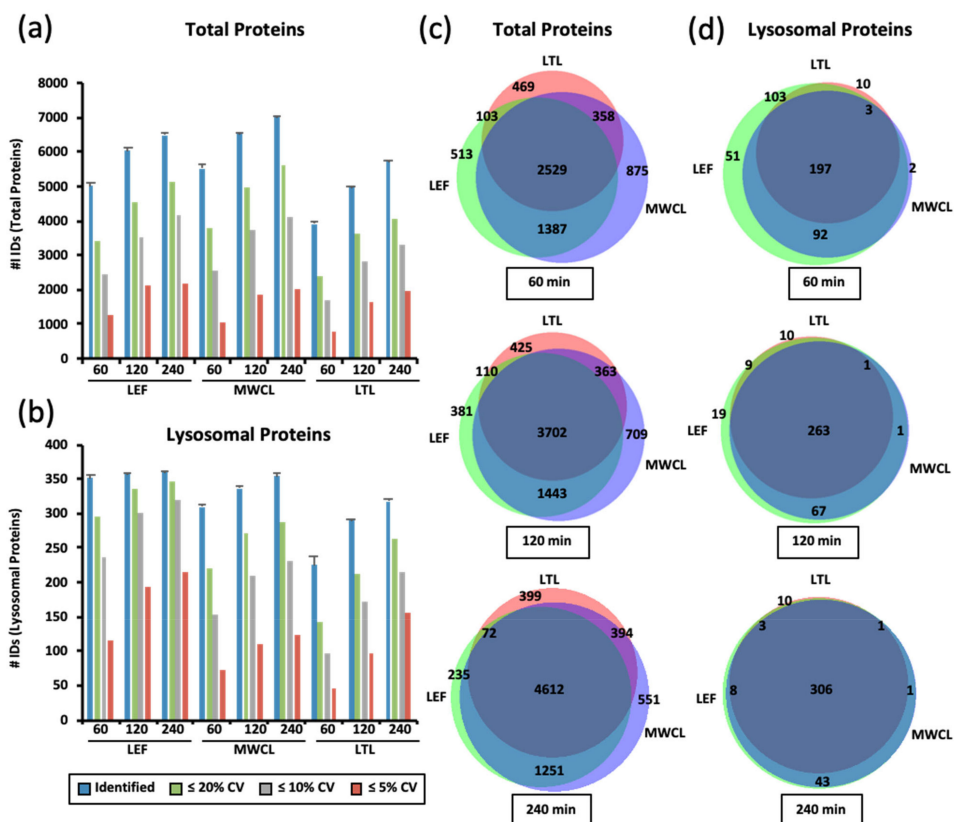 (a)
Total Proteins
8000
7000
6000
5000
4000
3000
2000
1000
0
#I IDs (Total Proteins)
60 120 240 60 120 240 60 120 240
LEF MWCL LTL
(b)
Lysosomal Proteins
400
350
300
250
200
150
100
50
0
# IDs (Lysosomal Proteins)
60 120 240 60 120 240 60 120 240
LEF MWCL LTL
Identified ≤ 20% CV ≤ 10% CV ≤ 5% CV
(c)
Total Proteins
LTL
469
103 358
513
2529 875
LEF
MWCL
1387
60 min
LTL
425
110 363
381
3702 709
LEF
MWCL
1443
120 min
LTL
399
72 394
235
4612 551
LEF
MWCL
1251
240 min
(d)
Lysosomal Proteins
LTL
10
103
3
51
197 2
LEF
MWCL
92
60 min
LTL
10
9 1
19
LEF 263 1
MWCL
67
120 min
LTL
10
3 1
LEF 8 306 1
MWCL
43
240 min